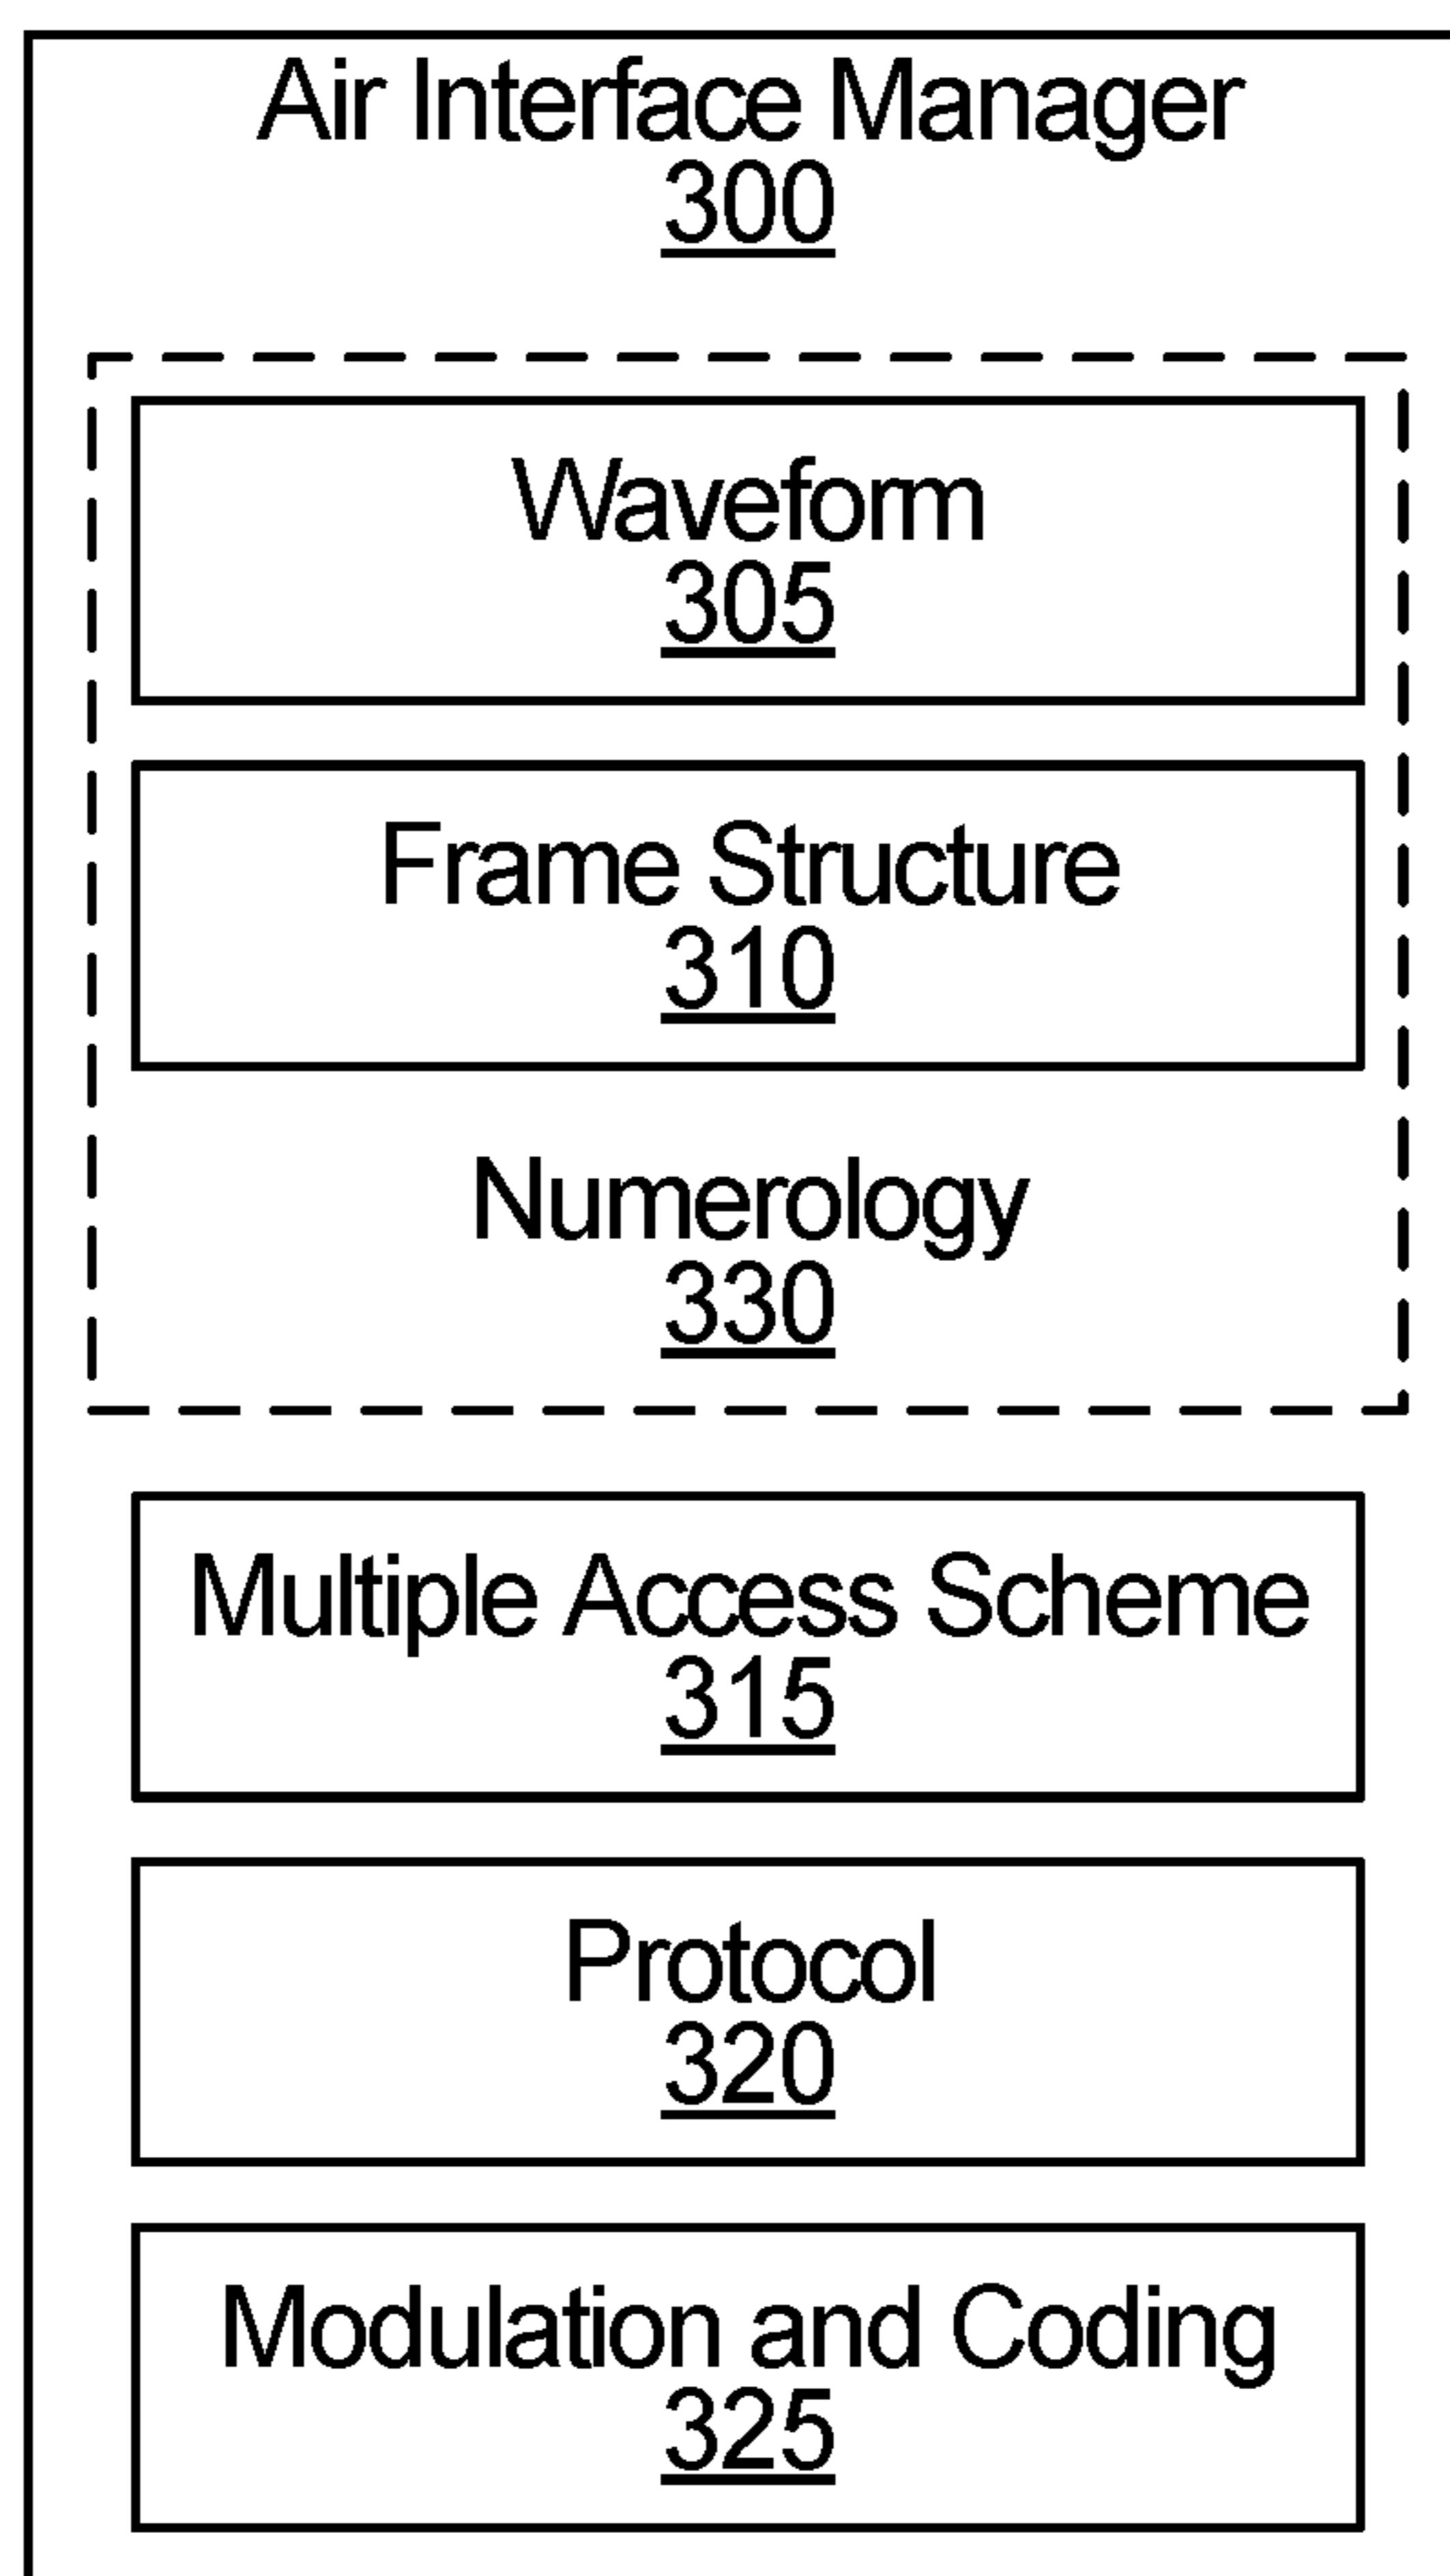 Air Interface Manager
300
Waveform
305
Frame Structure
310
Numerology
330
Multiple Access Scheme
315
Protocol
320
Modulation and Coding
325